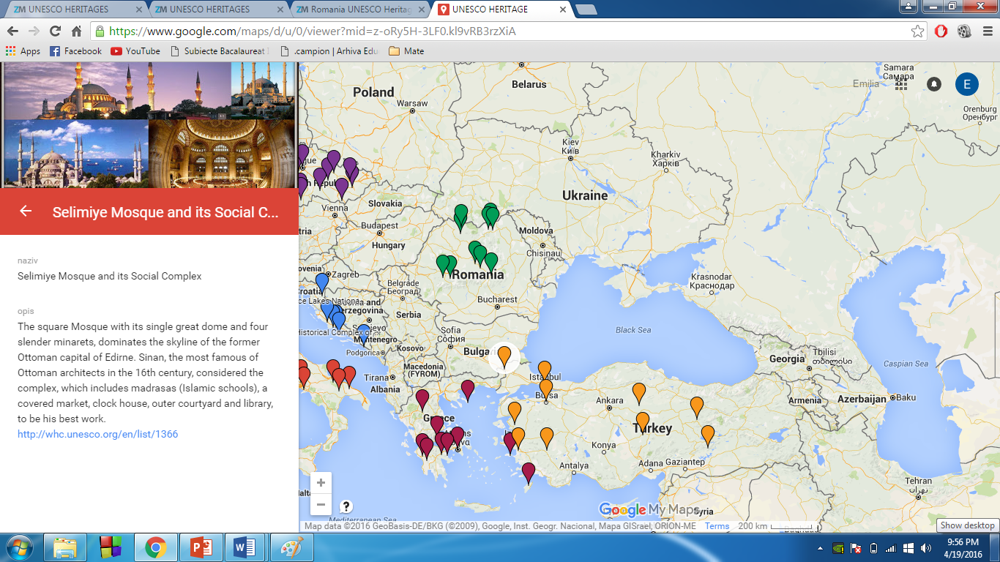 ZM UNESCO HERITAGES
ZM UNESCO HERITAGES
ZM Romania UNESCO Heritag
UNESCO HERITAGE
https://www.google.com/maps/d/u/0/viewer?mid=z-oRy5H-3LF0.kl9vRB3rzXiA
Apps
Facebook
YouTube
Subiecte Bacalaureat
.campion | Arhiva Edu
Mate
Selimiye Mosque and its Social C...
naziv
Selimiye Mosque and its Social Complex
opis
The square Mosque with its single great dome and four
slender minarets, dominates the skyline of the former
Ottoman capital of Edirne. Sinan, the most famous of
Ottoman architects in the 16th century, considered the
complex, which includes madrasas (Islamic schools), a
covered market, clock house, outer courtyard and library,
to be his best work.
http://whc.unesco.org/en/list/1366
Emilia
E
Belarus
Samara
Самара
Poland
Warsaw
Orenburg
Оренбург
Kiev
Київ
Kharkiv
Харків
Ukraine
Slovakia
Vienna
Budapest
Hungary
Moldova
Chisinau
Zagreb
Croatia
Romania
Belgrade
Београд
Krasnodar
Краснодар
Bucharest
Serbia
Historical Complex of
Montenegro
Podgorica
Kosovo
Sofia
София
Black Sea
Macedonia
(FYROM)
Tirana
Albania
Istanbul
Bursa
Georgia
Tbilisi
თბილისი
Caspian Sea
Armenia
Azerbaijan
Baku
Ankara
Turkey
Greece
Konya
Antalya
Adana
Gaziantep
Tehran
تهران
Syria
Mediterranean Sea
Baghdad
+
−
?
Google My Maps
Map data ©2016 GeoBasis-DE/BKG (©2009), Google, Inst. Geogr. Nacional, Mapa GISrael, ORION-ME
Terms
200 km
Show desktop
9:56 PM
4/19/2016